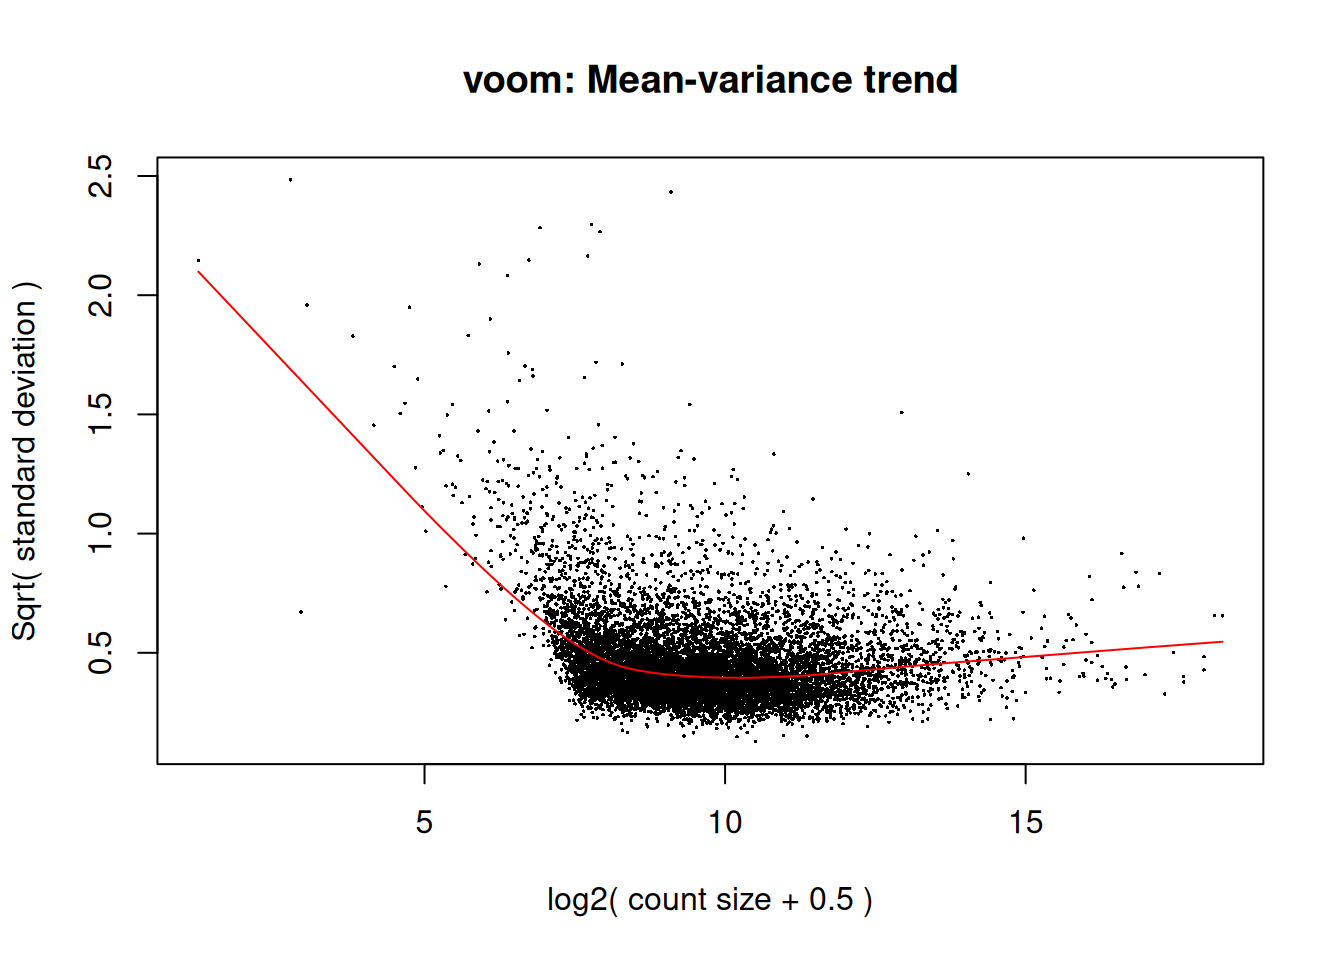 voom: Mean-variance trend
Sqrt( standard deviation )
2.5
2.0
1.5
1.0
0.5
5 10 15
log2( count size + 0.5 )